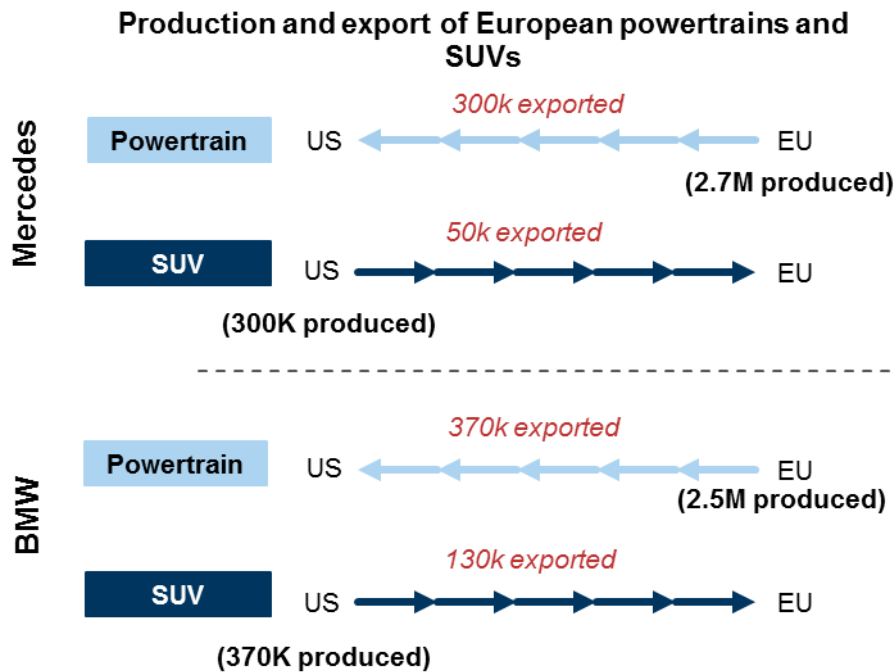 Production and export of European powertrains and
SUVs
Mercedes
300k exported
Powertrain
US
EU
(2.7M produced)
50k exported
SUV
US
EU
(300K produced)
BMW
370k exported
Powertrain
US
EU
(2.5M produced)
130k exported
SUV
US
EU
(370K produced)